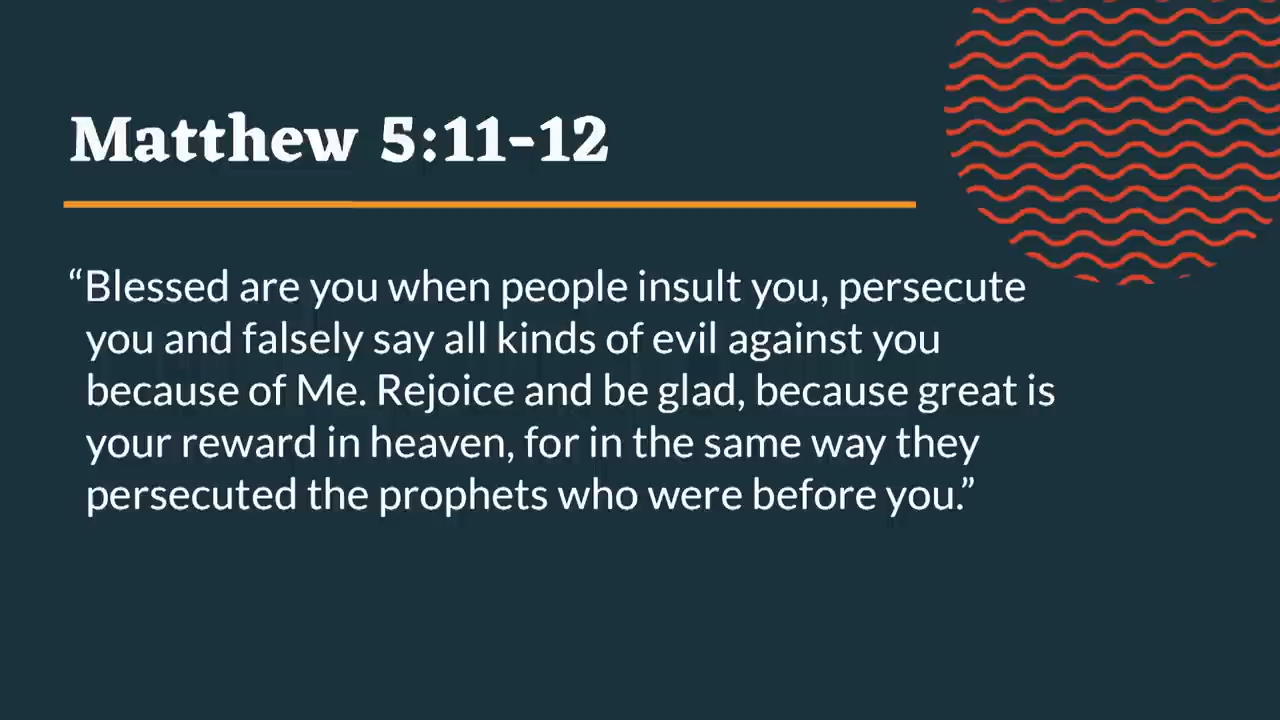 Matthew 5:11-12
“Blessed are you when people insult you, persecute
you and falsely say all kinds of evil against you
because of Me. Rejoice and be glad, because great is
your reward in heaven, for in the same way they
persecuted the prophets who were before you.”